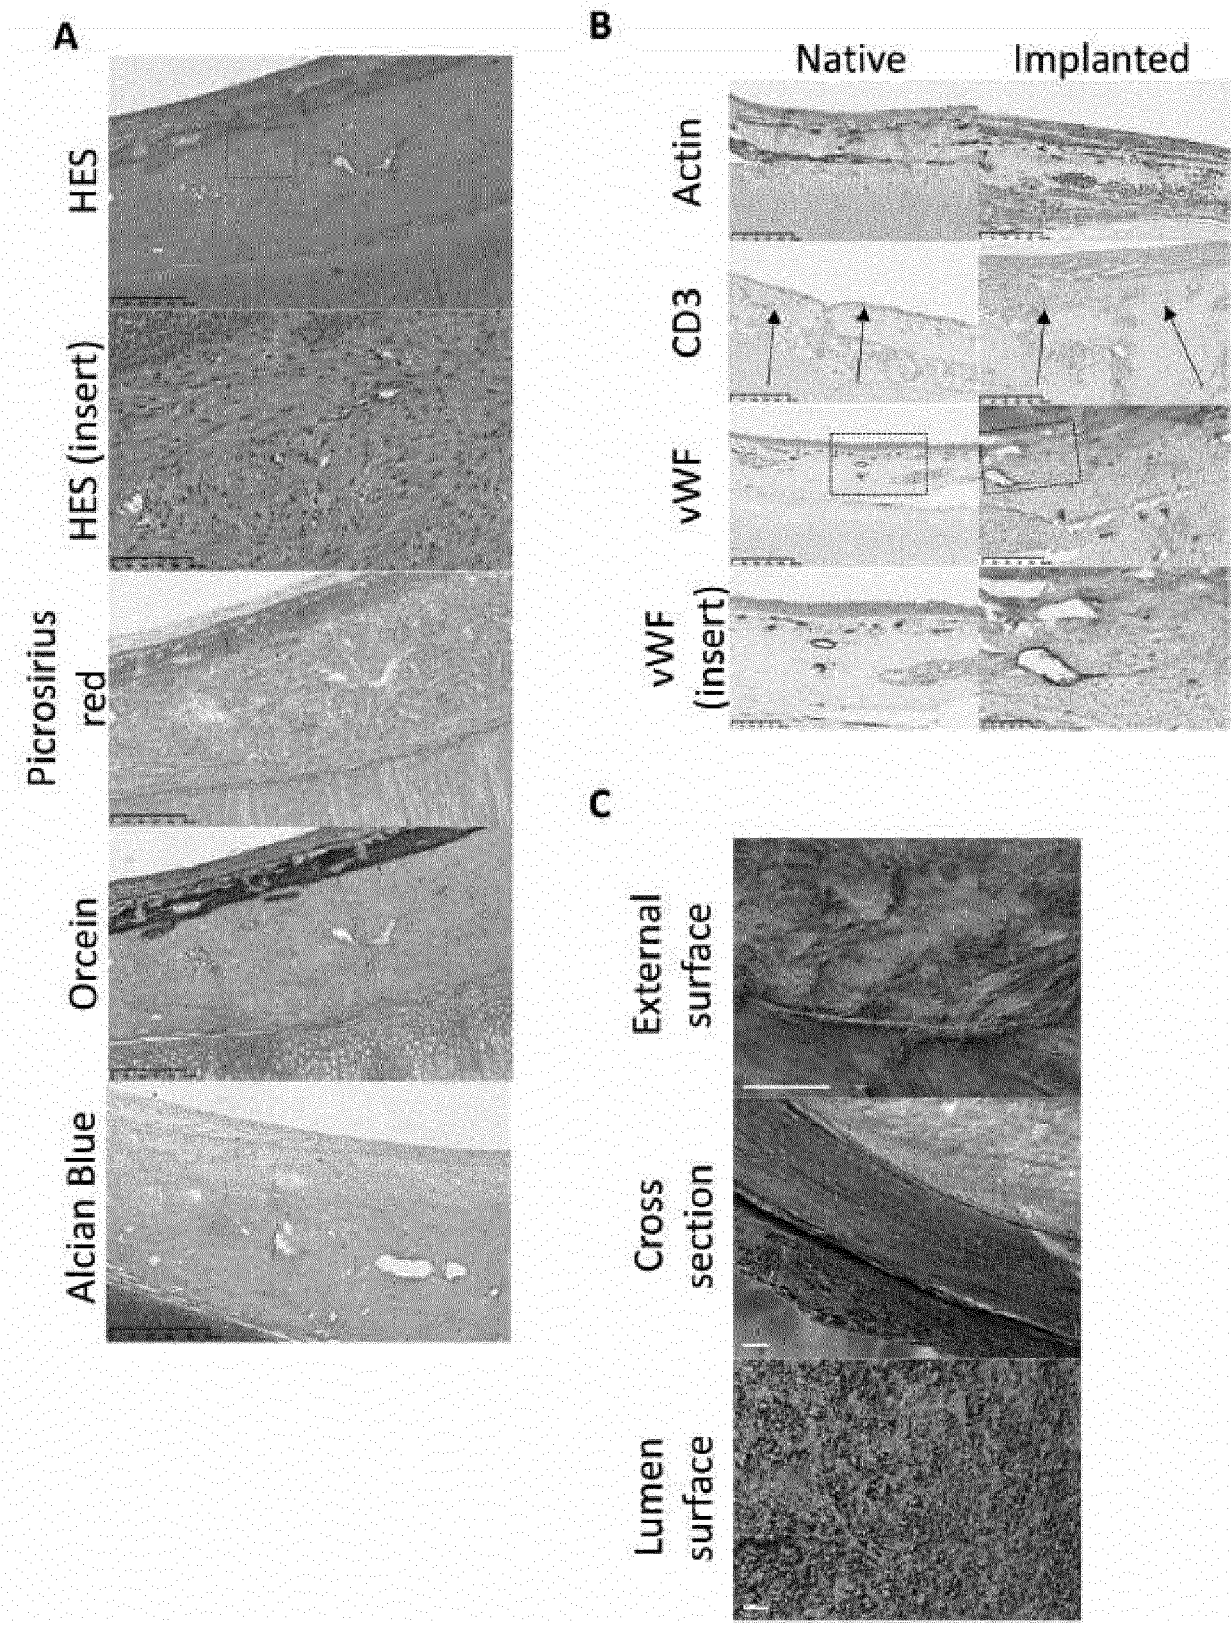 A
HES
HES (insert)
Picrosirius
red
Orcein
Alcian Blue
B
Native
Implanted
Actin
CD3
vWF
vWF
(insert)
C
External
surface
Cross
section
Lumen
surface